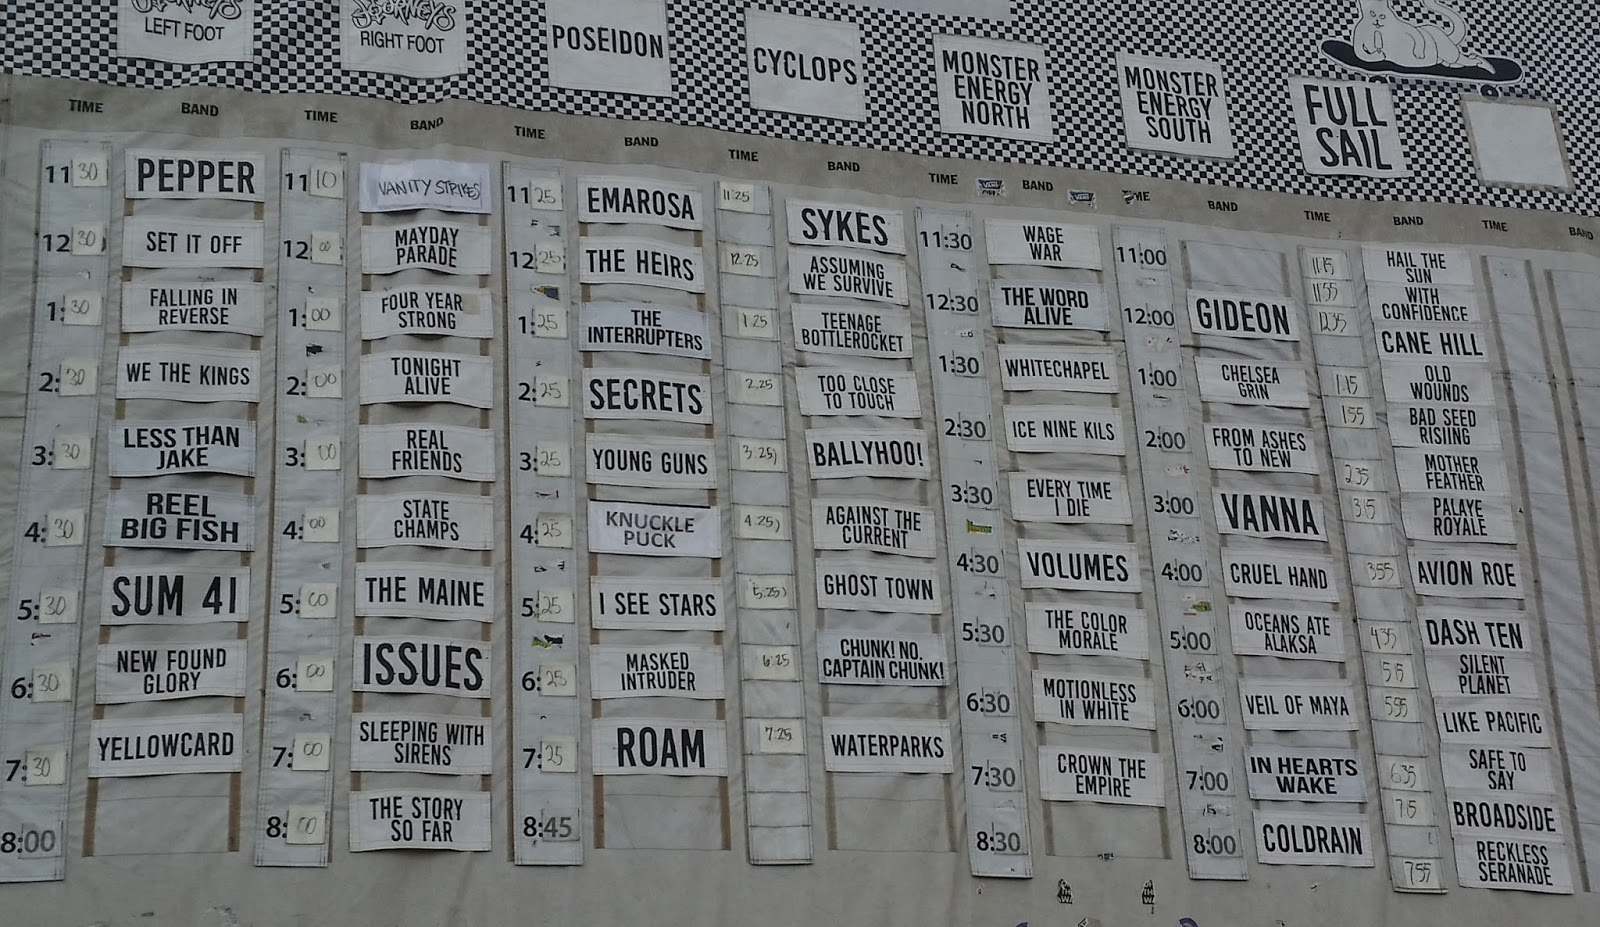 JOURNEYS
LEFT FOOT
JOURNEYS
RIGHT FOOT
POSEIDON
CYCLOPS
MONSTER
ENERGY
NORTH
MONSTER
ENERGY
SOUTH
FULL
SAIL
TIME BAND
11 30 PEPPER
12 30 SET IT OFF
1:30 FALLING IN
REVERSE
2:30 WE THE KINGS
3:30 LESS THAN
JAKE
4:30 REEL
BIG FISH
5:30 SUM 41
6:30 NEW FOUND
GLORY
7:30 YELLOWCARD
8:00
TIME BAND
11 10 VANITY STRIKES
12 00 MAYDAY
PARADE
1:00 FOUR YEAR
STRONG
2:00 TONIGHT
ALIVE
3:00 REAL
FRIENDS
4:00 STATE
CHAMPS
5:00 THE MAINE
6:00 ISSUES
7:00 SLEEPING WITH
SIRENS
8:00 THE STORY
SO FAR
TIME BAND
11 25 EMAROSA
12 25 THE HEIRS
1:25 THE
INTERRUPTERS
2:25 SECRETS
3:25 YOUNG GUNS
4:25 KNUCKLE
PUCK
5:25 I SEE STARS
6:25 MASKED
INTRUDER
7:25 ROAM
8:45
TIME BAND
11:25 SYKES
12:25 ASSUMING
WE SURVIVE
1:25 TEENAGE
BOTTLEROCKET
2:25 TOO CLOSE
TO TOUCH
3:25 BALLYHOO!
4:25 AGAINST THE
CURRENT
5:25 GHOST TOWN
6:25 CHUNK! NO,
CAPTAIN CHUNK!
7:25 WATERPARKS
TIME BAND
11:30 WAGE
WAR
12:30 THE WORD
ALIVE
1:30 WHITECHAPEL
2:30 ICE NINE KILS
3:30 EVERY TIME
I DIE
4:30 VOLUMES
5:30 THE COLOR
MORALE
6:30 MOTIONLESS
IN WHITE
7:30 CROWN THE
EMPIRE
8:30
BAND
11:00
12:00 GIDEON
1:00 CHELSEA
GRIN
2:00 FROM ASHES
TO NEW
3:00 VANNA
4:00 CRUEL HAND
5:00 OCEANS ATE
ALAKSA
6:00 VEIL OF MAYA
7:00 IN HEARTS
WAKE
8:00 COLDRAIN
TIME BAND
11:15 HAIL THE
SUN
11:55 WITH
CONFIDENCE
12:35 CANE HILL
1:15 OLD
WOUNDS
1:55 BAD SEED
RISIING
2:35 MOTHER
FEATHER
3:15 PALAYE
ROYALE
3:55 AVION ROE
4:35 DASH TEN
5:15 SILENT
PLANET
5:55 LIKE PACIFIC
6:35 SAFE TO
SAY
7:15 BROADSIDE
7:55 RECKLESS
SERANADE
TIME BAND